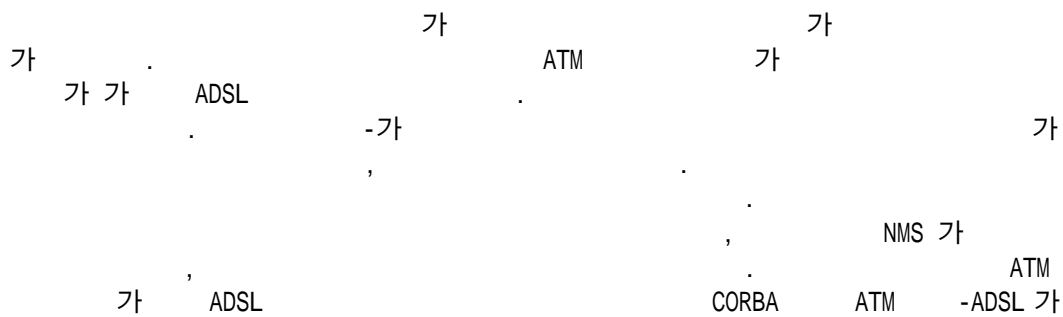 가 가
가 . ATM 가
가 가 ADSL .
. -가 가
, .
.
, NMS 가
, . ATM
가 ADSL CORBA ATM -ADSL 가